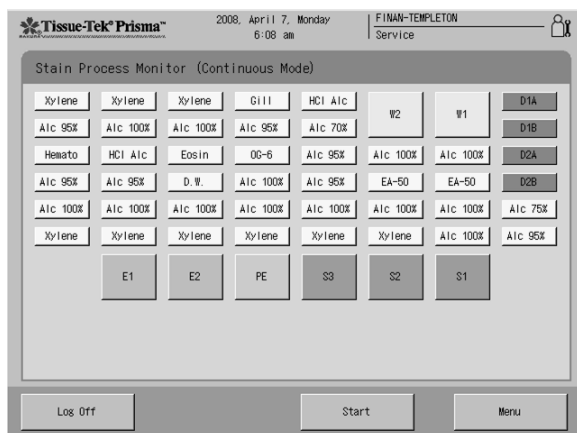 Tissue-Tek® Prisma™ 2008, April 7, Monday FINAN-TEMPLETON
SAKURA 6:08 am Service
Stain Process Monitor (Continuous Mode)
Xylene Xylene Xylene Gill HCl Alc W2 W1 D1A
Alc 95% Alc 100% Alc 100% Alc 95% Alc 70% D1B
Hemato HCl Alc Eosin OG-6 Alc 95% Alc 100% Alc 100% D2A
Alc 95% Alc 95% D.W. Alc 100% Alc 95% EA-50 EA-50 D2B
Alc 100% Alc 100% Alc 100% Alc 100% Alc 100% Alc 100% Alc 100% Alc 75%
Xylene Xylene Xylene Xylene Xylene Xylene Alc 100% Alc 95%
E1 E2 PE S3 S2 S1
Log Off Start Menu